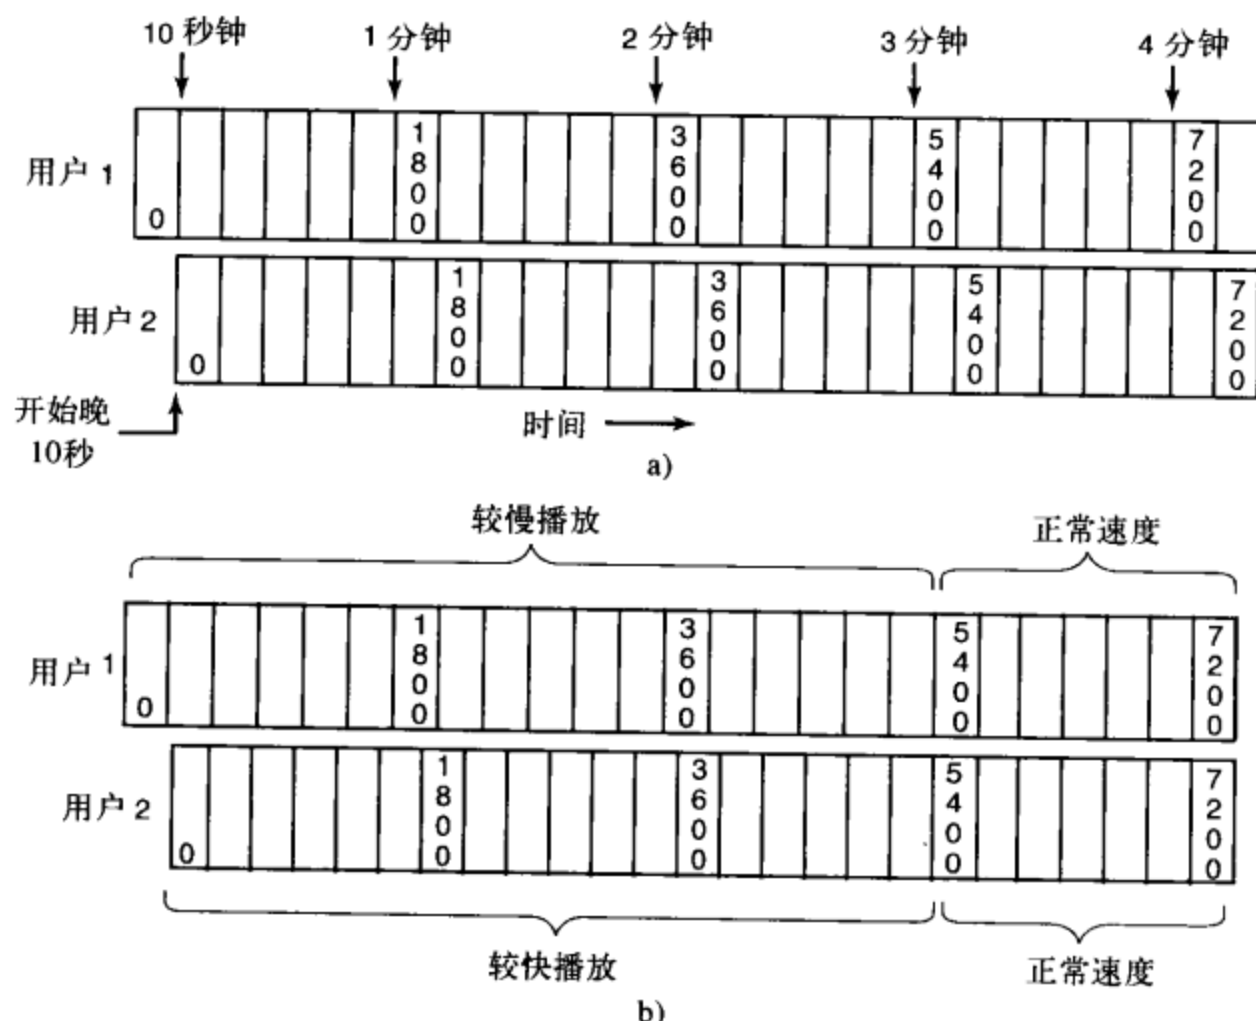 10 秒钟 1 分钟 2 分钟 3 分钟 4 分钟
用户 1 0 1800 3600 5400 7200
用户 2 0 1800 3600 5400 7200
开始晚
10秒
时间
a)
较慢播放 正常速度
用户 1 0 1800 3600 5400 7200
用户 2 0 1800 3600 5400 7200
较快播放 正常速度
b)